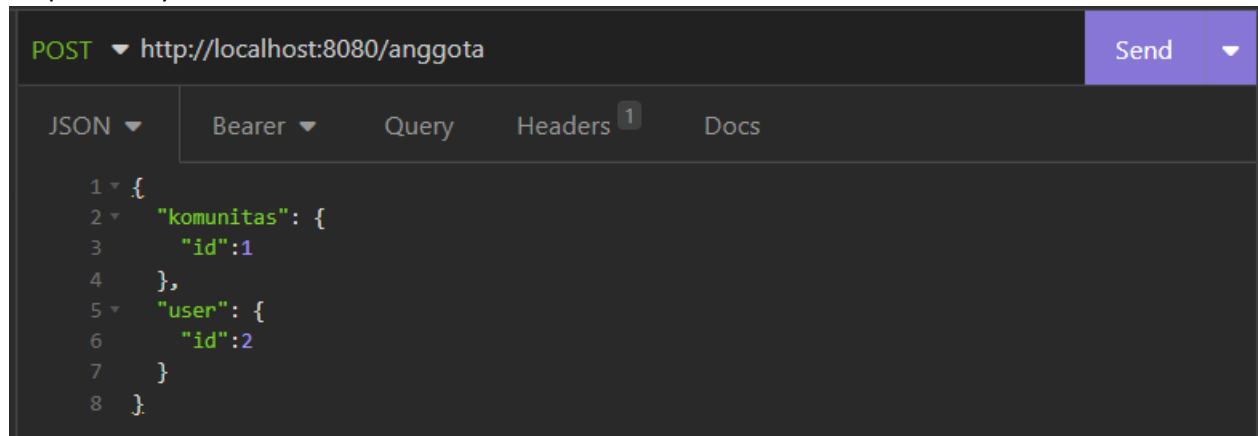 POST http://localhost:8080/anggota Send
JSON Bearer Query Headers 1 Docs
1 {
2 "komunitas": {
3 "id":1
4 },
5 "user": {
6 "id":2
7 }
8 }